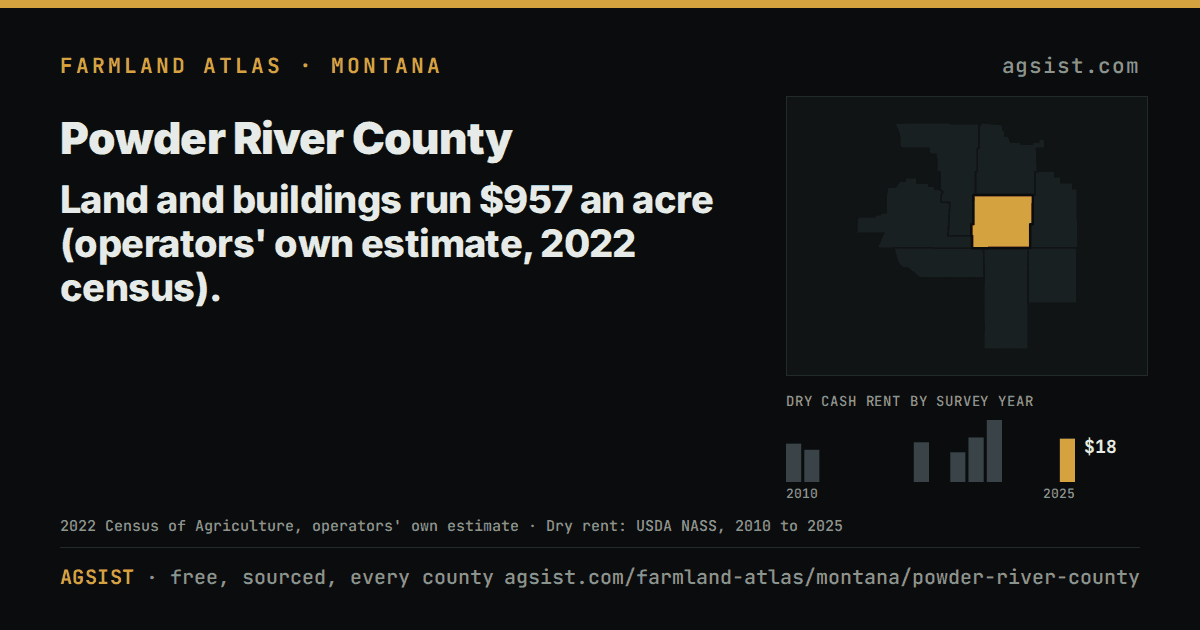 FARMLAND ATLAS · MONTANA
agsist.com
Powder River County
Land and buildings run $957 an acre
(operators' own estimate, 2022
census).
DRY CASH RENT BY SURVEY YEAR
$18
2010
2025
2022 Census of Agriculture, operators' own estimate · Dry rent: USDA NASS, 2010 to 2025
AGSIST · free, sourced, every county
agsist.com/farmland-atlas/montana/powder-river-county